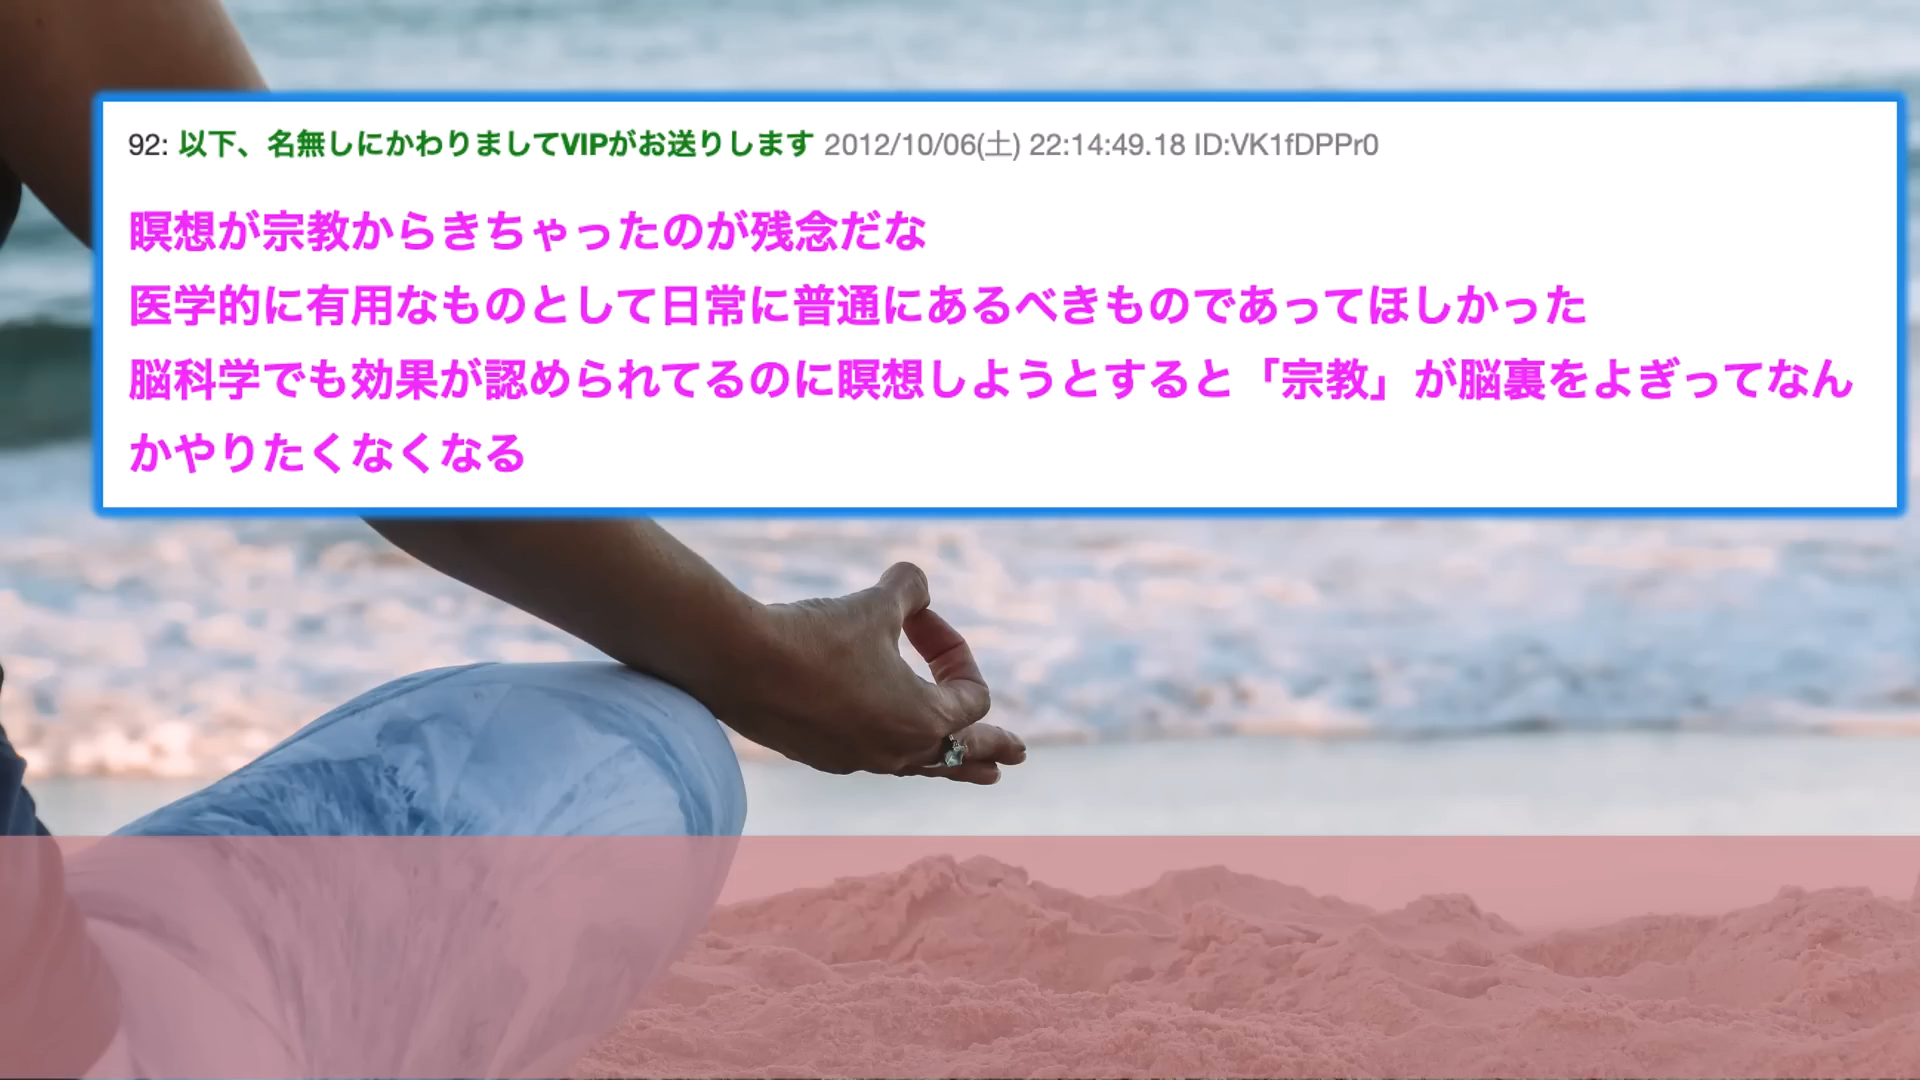 92: 以下、名無しにかわりましてVIPがお送りします 2012/10/06(土) 22:14:49.18 ID:VK1fDPPr0
瞑想が宗教からきちゃったのが残念だな
医学的に有用なものとして日常に普通にあるべきものであってほしかった
脳科学でも効果が認められてるのに瞑想しようとすると「宗教」が脳裏をよぎってなん
かやりたくなくなる